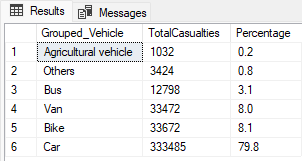 Results Messages
Grouped_Vehicle TotalCasualties Percentage
1 Agricultural vehicle 1032 0.2
2 Others 3424 0.8
3 Bus 12798 3.1
4 Van 33472 8.0
5 Bike 33672 8.1
6 Car 333485 79.8